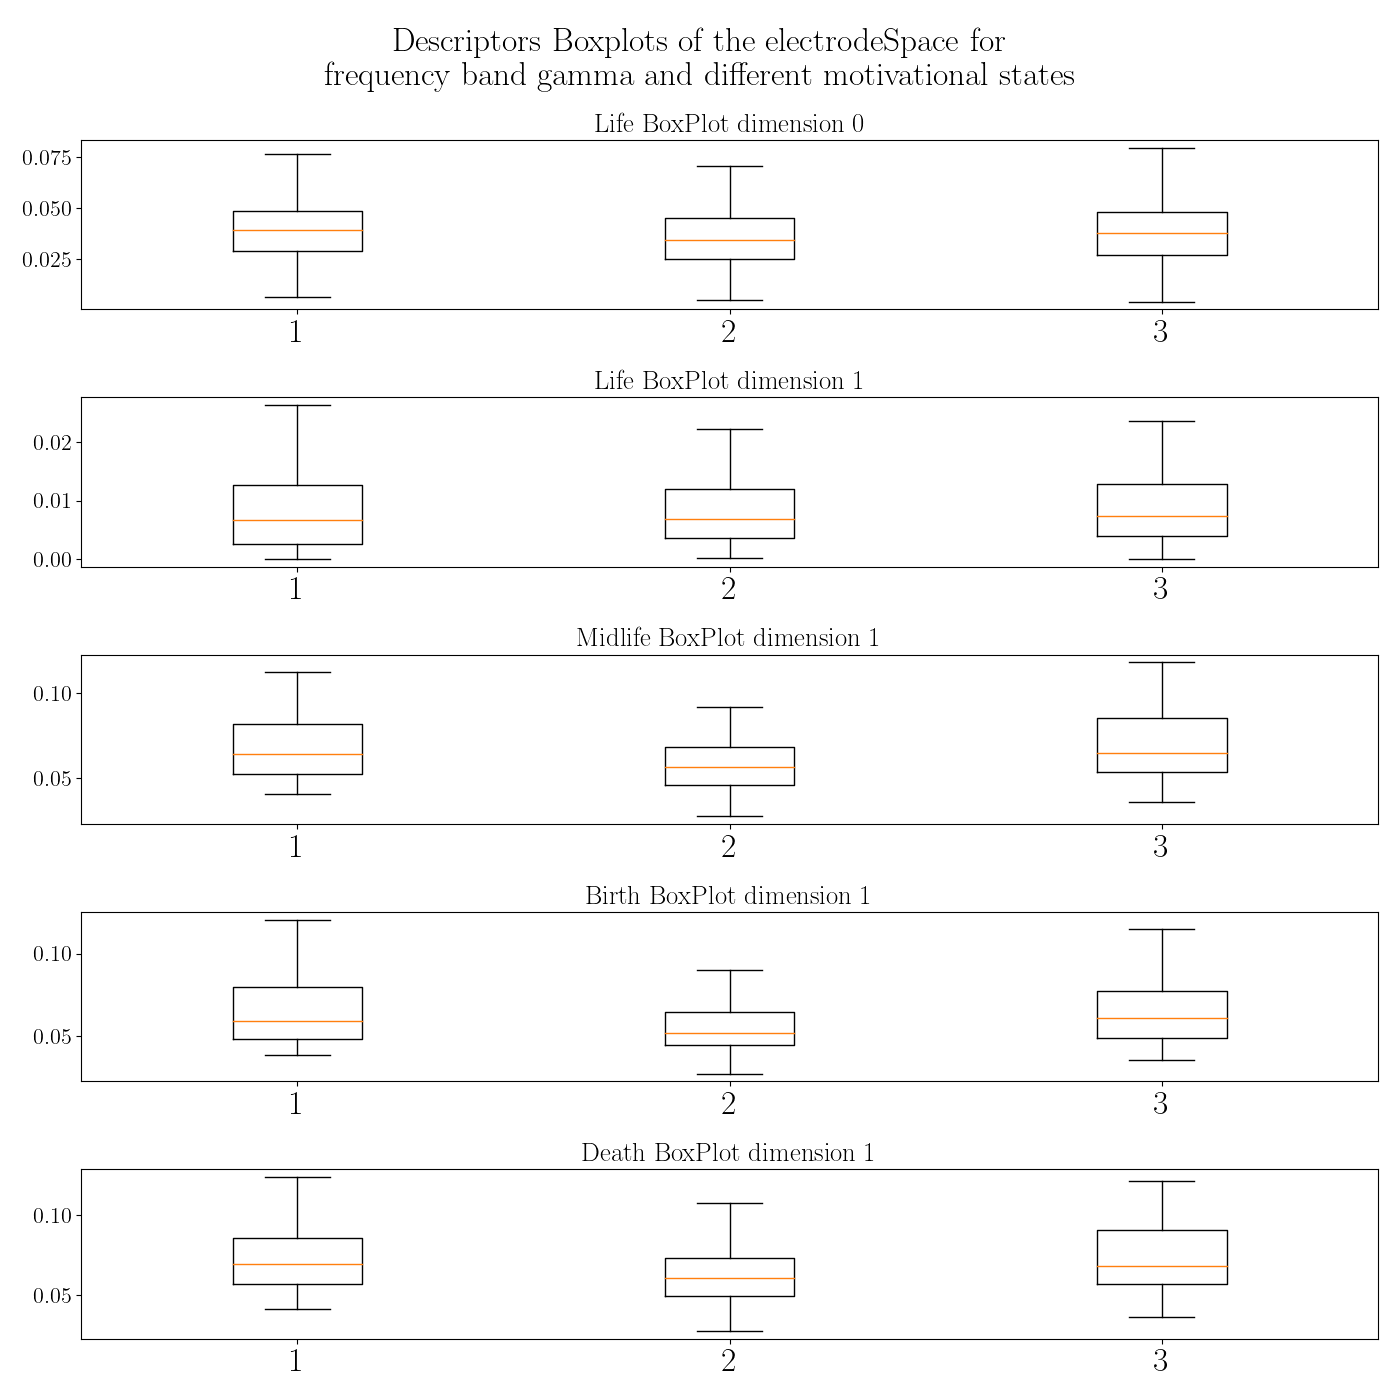 Descriptors Boxplots of the electrodeSpace for
frequency band gamma and different motivational states
Life BoxPlot dimension 0
0.075
0.050
0.025
1 2 3
Life BoxPlot dimension 1
0.02
0.01
0.00
1 2 3
Midlife BoxPlot dimension 1
0.10
0.05
1 2 3
Birth BoxPlot dimension 1
0.10
0.05
1 2 3
Death BoxPlot dimension 1
0.10
0.05
1 2 3